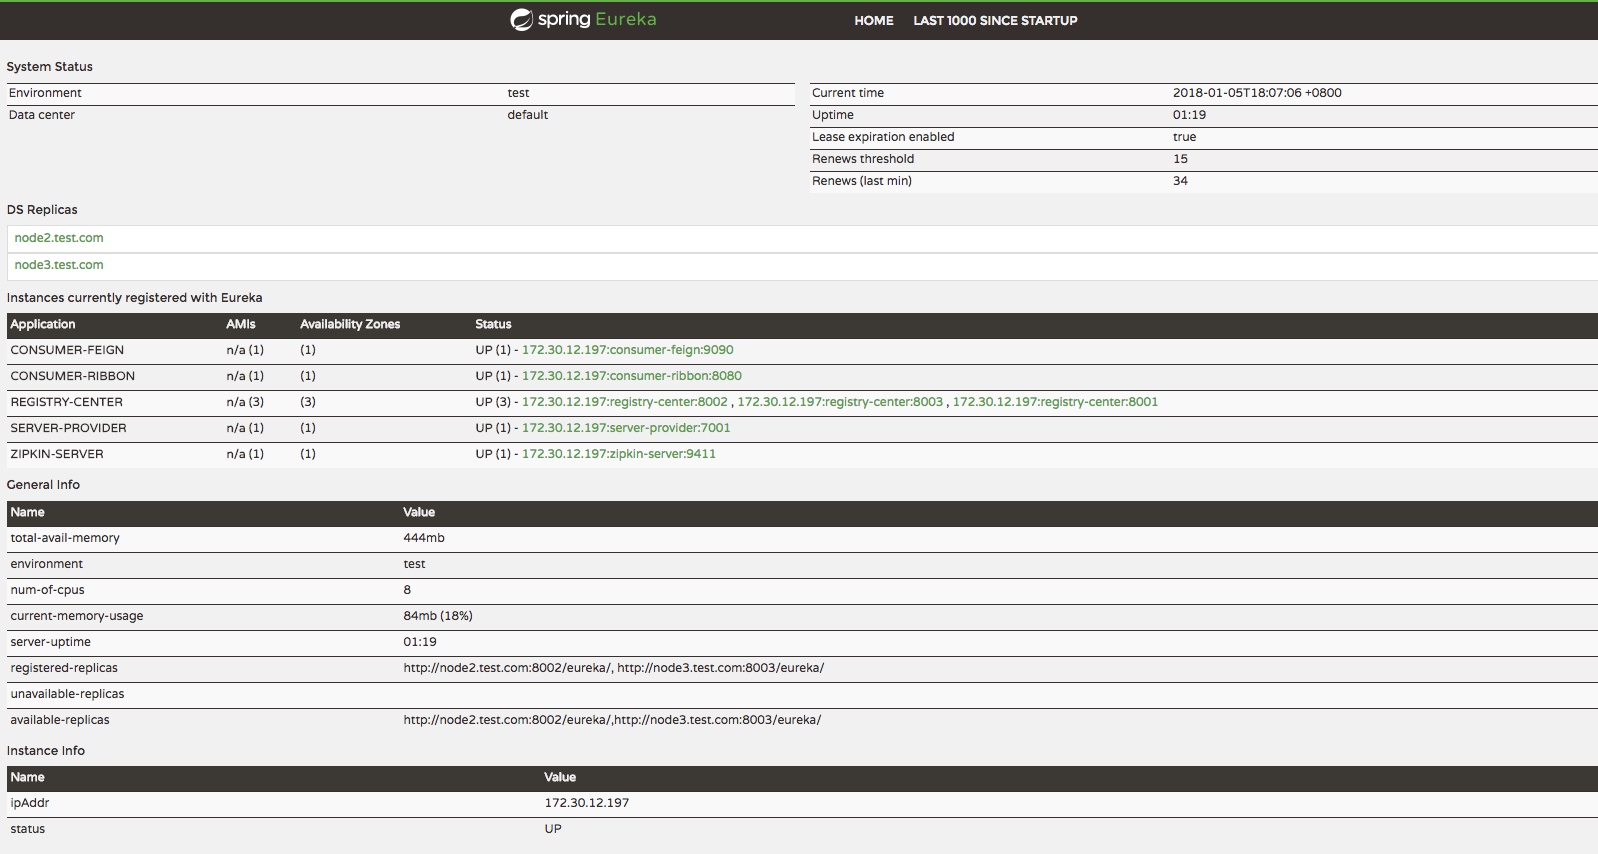 spring Eureka HOME LAST 1000 SINCE STARTUP
System Status
Environment test
Data center default
Current time 2018-01-05T18:07:06 +0800
Uptime 01:19
Lease expiration enabled true
Renews threshold 15
Renews (last min) 34
DS Replicas
node2.test.com
node3.test.com
Instances currently registered with Eureka
Application AMIs Availability Zones Status
CONSUMER-FEIGN n/a (1) (1) UP (1) - 172.30.12.197:consumer-feign:9090
CONSUMER-RIBBON n/a (1) (1) UP (1) - 172.30.12.197:consumer-ribbon:8080
REGISTRY-CENTER n/a (3) (3) UP (3) - 172.30.12.197:registry-center:8002 , 172.30.12.197:registry-center:8003 , 172.30.12.197:registry-center:8001
SERVER-PROVIDER n/a (1) (1) UP (1) - 172.30.12.197:server-provider:7001
ZIPKIN-SERVER n/a (1) (1) UP (1) - 172.30.12.197:zipkin-server:9411
General Info
Name Value
total-avail-memory 444mb
environment test
num-of-cpus 8
current-memory-usage 84mb (18%)
server-uptime 01:19
registered-replicas http://node2.test.com:8002/eureka/, http://node3.test.com:8003/eureka/
unavailable-replicas
available-replicas http://node2.test.com:8002/eureka/,http://node3.test.com:8003/eureka/
Instance Info
Name Value
ipAddr 172.30.12.197
status UP